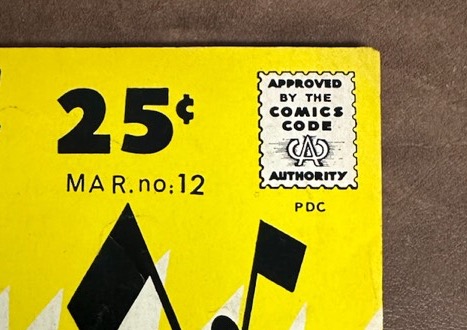 25¢
MAR.no:12
APPROVED
BY THE
COMICS
CODE
CA
AUTHORITY
PDC